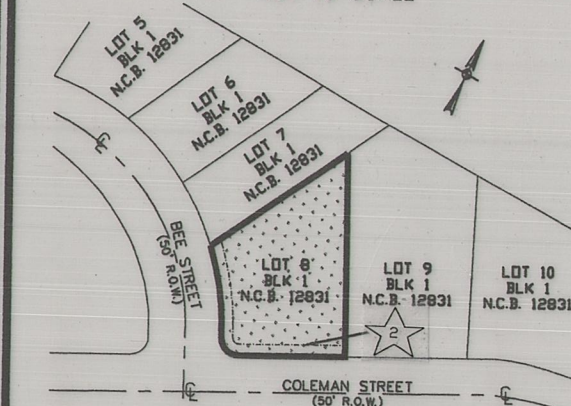 LOT 5
BLK 1
N.C.B. 12831
LOT 6
BLK 1
N.C.B. 12831
LOT 7
BLK 1
N.C.B. 12831
BEE STREET
(50' R.O.W.)
LOT 8
BLK 1
N.C.B. 12831
LOT 9
BLK 1
N.C.B. 12831
LOT 10
BLK 1
N.C.B. 12831
2
COLEMAN STREET
(50' R.O.W.)